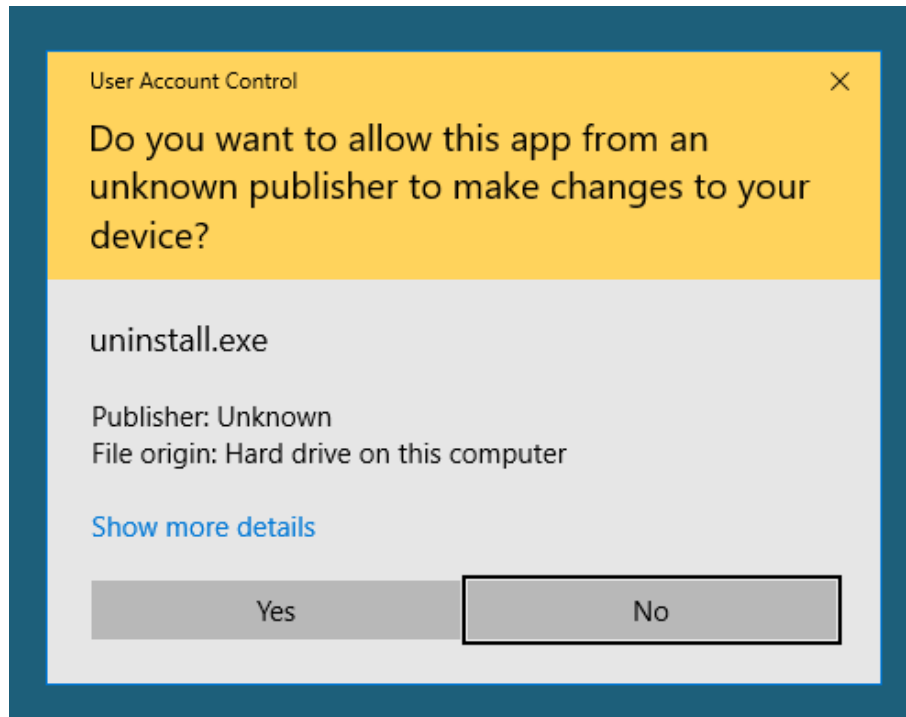 User Account Control
Do you want to allow this app from an
unknown publisher to make changes to your
device?
uninstall.exe
Publisher: Unknown
File origin: Hard drive on this computer
Show more details
Yes No